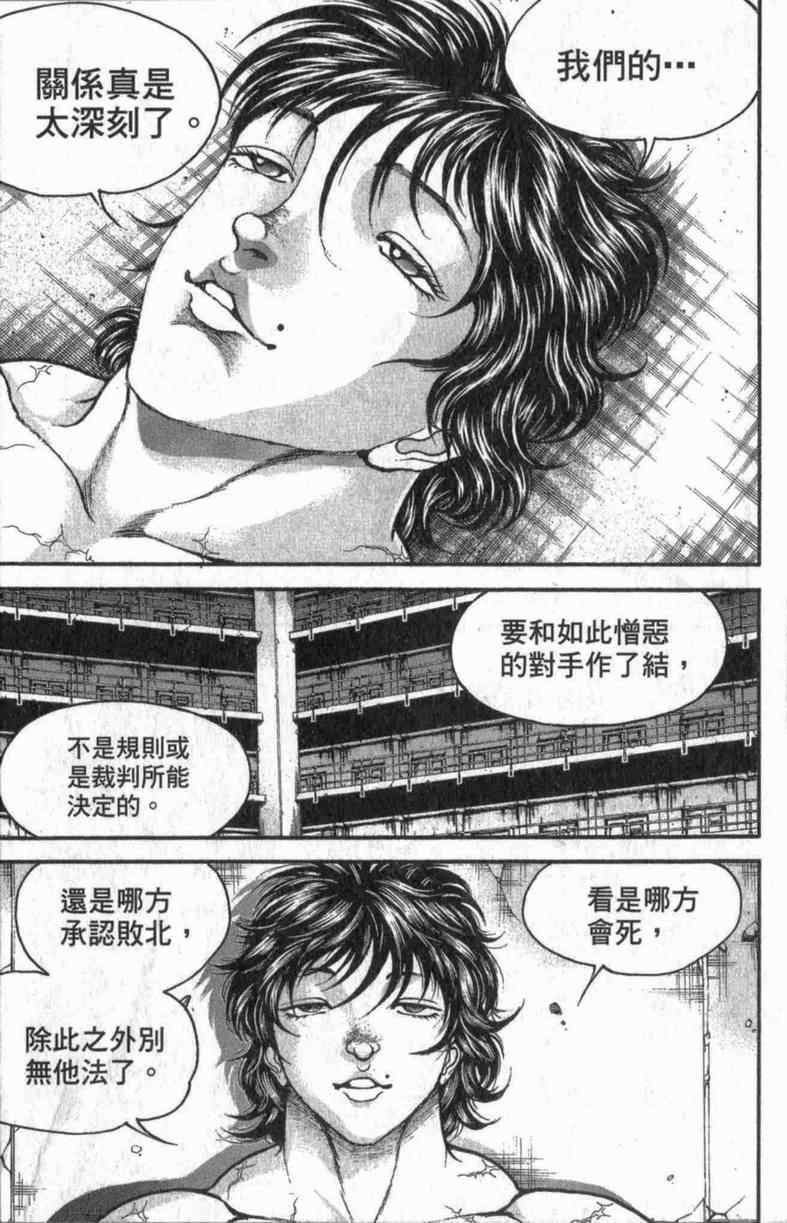 我們的…
關係真是
太深刻了。
要和如此憎惡
的對手作了結，
不是規則或
是裁判所能
決定的。
看是哪方
會死，
還是哪方
承認敗北，
除此之外別
無他法了。